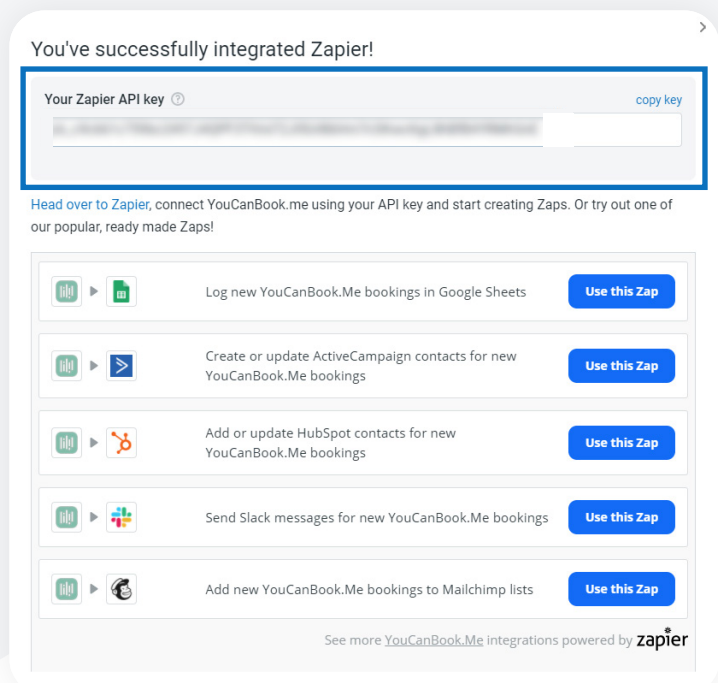 You've successfully integrated Zapier!
Your Zapier API key
copy key
Head over to Zapier, connect YouCanBook.me using your API key and start creating Zaps. Or try out one of
our popular, ready made Zaps!
Log new YouCanBook.Me bookings in Google Sheets
Use this Zap
Create or update ActiveCampaign contacts for new
YouCanBook.Me bookings
Use this Zap
Add or update HubSpot contacts for new
YouCanBook.Me bookings
Use this Zap
Send Slack messages for new YouCanBook.Me bookings
Use this Zap
Add new YouCanBook.Me bookings to Mailchimp lists
Use this Zap
See more YouCanBook.Me integrations powered by zapier